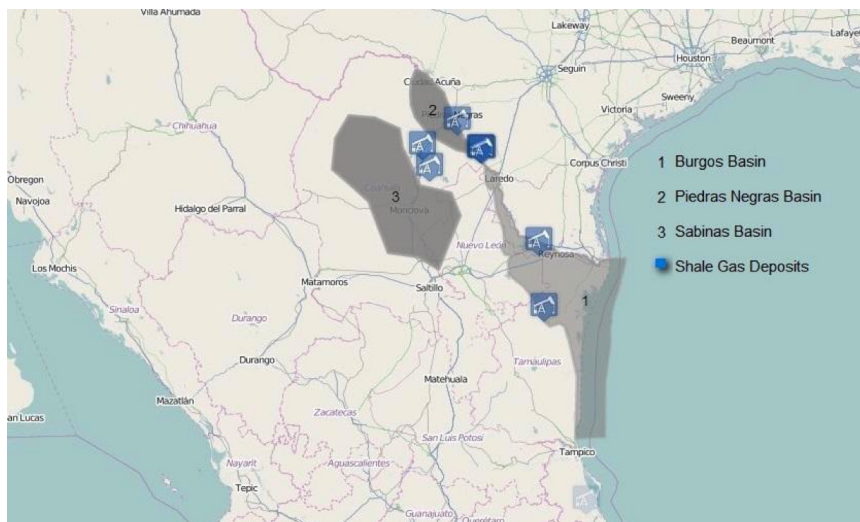 Villa Ahumada
Lakeway
Beaumont
Lafaye
Houston
Seguin
Ciudad Acuña
Sweeny
2
Victoria
Chihuahua
Corpus Christi
1 Burgos Basin
Obregon
Laredo
Navojoa
3
2 Piedras Negras Basin
Hidalgo del Parral
Monclova
3 Sabinas Basin
Nuevo León
Reynosa
Los Mochis
Shale Gas Deposits
Matamoros
Saltillo
1
Sinaloa
Durango
Durango
Tamaulipas
Matehuala
Mazatlán
Zacatecas
an Lucas
San Luis Potosí
Tampico
Nayarit
Aguascalientes
Tepic
Guanajuato
Querétaro